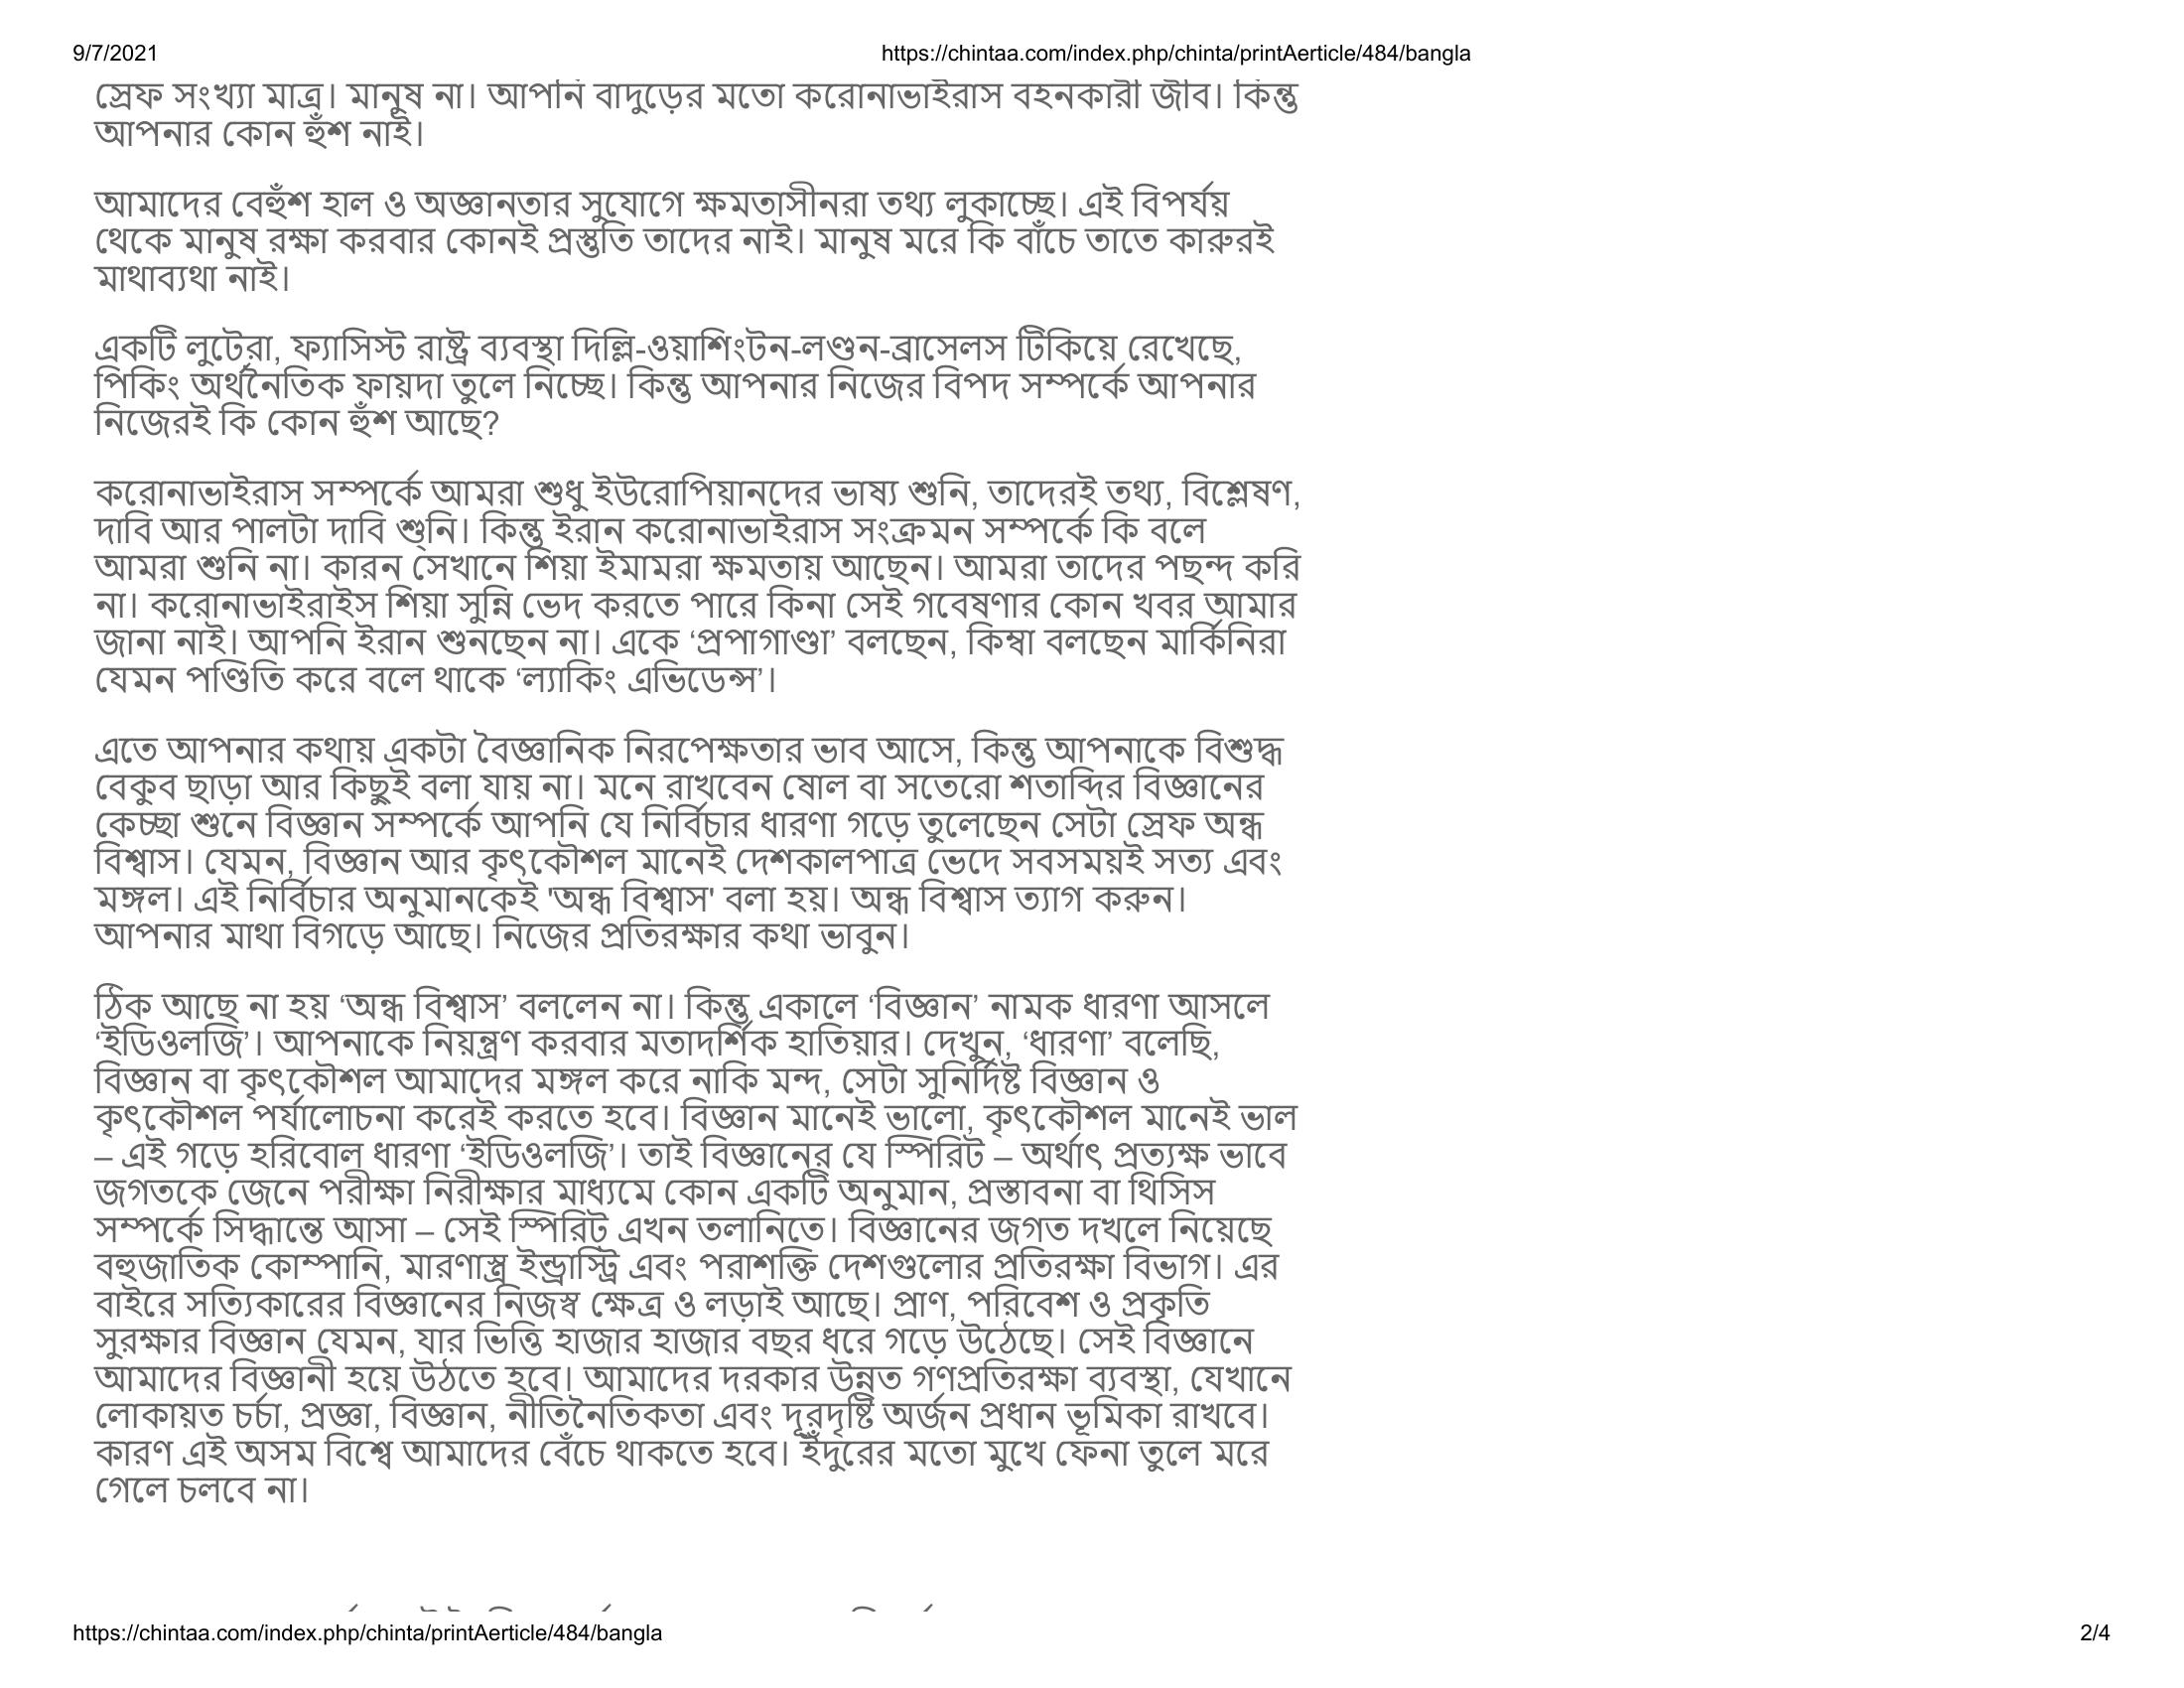 9/7/2021 https://chintaa.com/index.php/chinta/printAerticle/484/bangla
স্রেফ সংখ্যা মাত্র। মানুষ না। আপনি বাদুড়ের মতো করোনাভাইরাস বহনকারী জীব। কিন্তু
আপনার কোন হুঁশ নাই।
আমাদের বেহুঁশ হাল ও অজ্ঞানতার সুযোগে ক্ষমতাসীনরা তথ্য লুকাচ্ছে। এই বিপর্যয়
থেকে মানুষ রক্ষা করবার কোনই প্রস্তুতি তাদের নাই। মানুষ মরে কি বাঁচে তাতে কারুরই
মাথাব্যথা নাই।
একটি লুটেরা, ফ্যাসিস্ট রাষ্ট্র ব্যবস্থা দিল্লি-ওয়াশিংটন-লণ্ডন-ব্রাসেলস টিকিয়ে রেখেছে,
পিকিং অর্থনৈতিক ফায়দা তুলে নিচ্ছে। কিন্তু আপনার নিজের বিপদ সম্পর্কে আপনার
নিজেরই কি কোন হুঁশ আছে?
করোনাভাইরাস সম্পর্কে আমরা শুধু ইউরোপিয়ানদের ভাষ্য শুনি, তাদেরই তথ্য, বিশ্লেষণ,
দাবি আর পালটা দাবি শু্নি। কিন্তু ইরান করোনাভাইরাস সংক্রমন সম্পর্কে কি বলে
আমরা শুনি না। কারন সেখানে শিয়া ইমামরা ক্ষমতায় আছেন। আমরা তাদের পছন্দ করি
না। করোনাভাইরাইস শিয়া সুন্নি ভেদ করতে পারে কিনা সেই গবেষণার কোন খবর আমার
জানা নাই। আপনি ইরান শুনছেন না। একে ‘প্রপাগাণ্ডা’ বলছেন, কিম্বা বলছেন মার্কিনিরা
যেমন পণ্ডিতি করে বলে থাকে ‘ল্যাকিং এভিডেন্স’।
এতে আপনার কথায় একটা বৈজ্ঞানিক নিরপেক্ষতার ভাব আসে, কিন্তু আপনাকে বিশুদ্ধ
বেকুব ছাড়া আর কিছুই বলা যায় না। মনে রাখবেন ষোল বা সতেরো শতাব্দির বিজ্ঞানের
কেচ্ছা শুনে বিজ্ঞান সম্পর্কে আপনি যে নির্বিচার ধারণা গড়ে তুলেছেন সেটা স্রেফ অন্ধ
বিশ্বাস। যেমন, বিজ্ঞান আর কৃৎকৌশল মানেই দেশকালপাত্র ভেদে সবসময়ই সত্য এবং
মঙ্গল। এই নির্বিচার অনুমানকেই 'অন্ধ বিশ্বাস' বলা হয়। অন্ধ বিশ্বাস ত্যাগ করুন।
আপনার মাথা বিগড়ে আছে। নিজের প্রতিরক্ষার কথা ভাবুন।
ঠিক আছে না হয় ‘অন্ধ বিশ্বাস’ বললেন না। কিন্তু একালে ‘বিজ্ঞান’ নামক ধারণা আসলে
‘ইডিওলজি’। আপনাকে নিয়ন্ত্রণ করবার মতাদর্শিক হাতিয়ার। দেখুন, ‘ধারণা’ বলেছি,
বিজ্ঞান বা কৃৎকৌশল আমাদের মঙ্গল করে নাকি মন্দ, সেটা সুনির্দিষ্ট বিজ্ঞান ও
কৃৎকৌশল পর্যালোচনা করেই করতে হবে। বিজ্ঞান মানেই ভালো, কৃৎকৌশল মানেই ভাল
– এই গড়ে হরিবোল ধারণা ‘ইডিওলজি’। তাই বিজ্ঞানের যে স্পিরিট – অর্থাৎ প্রত্যক্ষ ভাবে
জগতকে জেনে পরীক্ষা নিরীক্ষার মাধ্যমে কোন একটি অনুমান, প্রস্তাবনা বা থিসিস
সম্পর্কে সিদ্ধান্তে আসা – সেই স্পিরিট এখন তলানিতে। বিজ্ঞানের জগত দখলে নিয়েছে
বহুজাতিক কোম্পানি, মারণাস্ত্র ইন্ড্রাস্ট্রি এবং পরাশক্তি দেশগুলোর প্রতিরক্ষা বিভাগ। এর
বাইরে সত্যিকারের বিজ্ঞানের নিজস্ব ক্ষেত্র ও লড়াই আছে। প্রাণ, পরিবেশ ও প্রকৃতি
সুরক্ষার বিজ্ঞান যেমন, যার ভিত্তি হাজার হাজার বছর ধরে গড়ে উঠেছে। সেই বিজ্ঞানে
আমাদের বিজ্ঞানী হয়ে উঠতে হবে। আমাদের দরকার উন্নত গণপ্রতিরক্ষা ব্যবস্থা, যেখানে
লোকায়ত চর্চা, প্রজ্ঞা, বিজ্ঞান, নীতিনৈতিকতা এবং দূরদৃষ্টি অর্জন প্রধান ভূমিকা রাখবে।
কারণ এই অসম বিশ্বে আমাদের বেঁচে থাকতে হবে। ইঁদুরের মতো মুখে ফেনা তুলে মরে
গেলে চলবে না।
https://chintaa.com/index.php/chinta/printAerticle/484/bangla 2/4